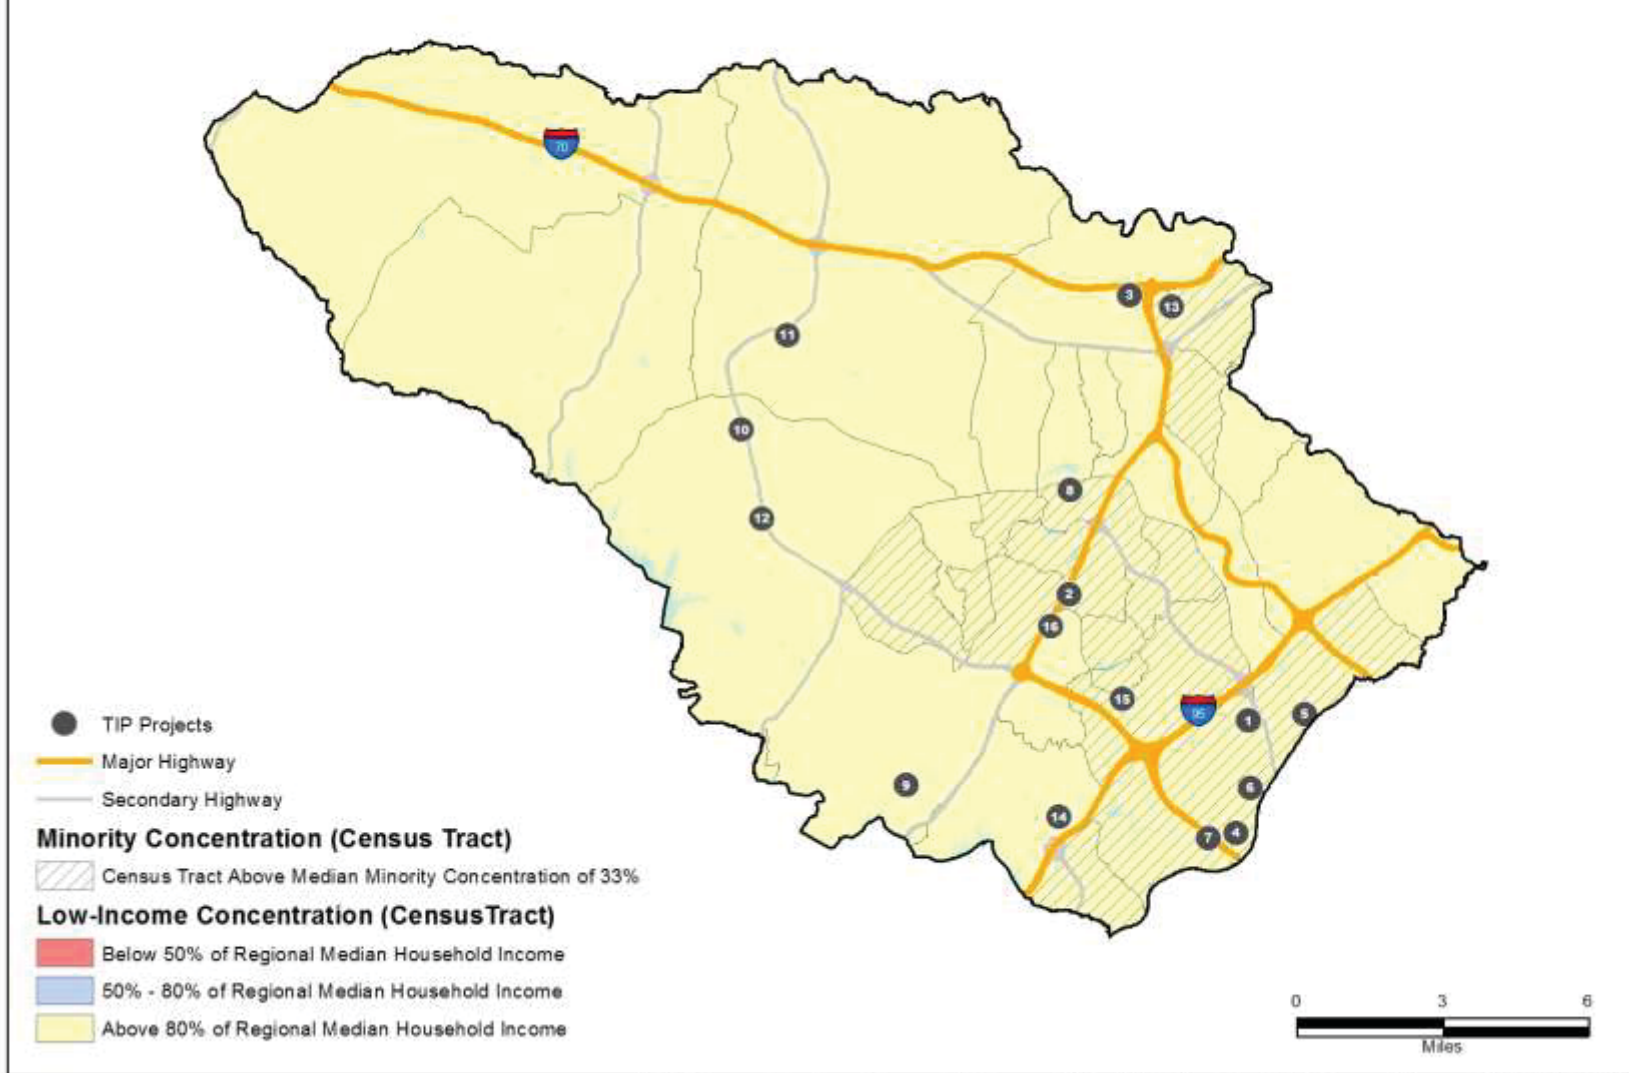 70
3
13
11
10
8
12
2
16
15
95
1
5
9
6
14
7
4
TIP Projects
Major Highway
Secondary Highway
Minority Concentration (Census Tract)
Census Tract Above Median Minority Concentration of 33%
Low-Income Concentration (CensusTract)
Below 50% of Regional Median Household Income
50% - 80% of Regional Median Household Income
Above 80% of Regional Median Household Income
0 3 6
Miles